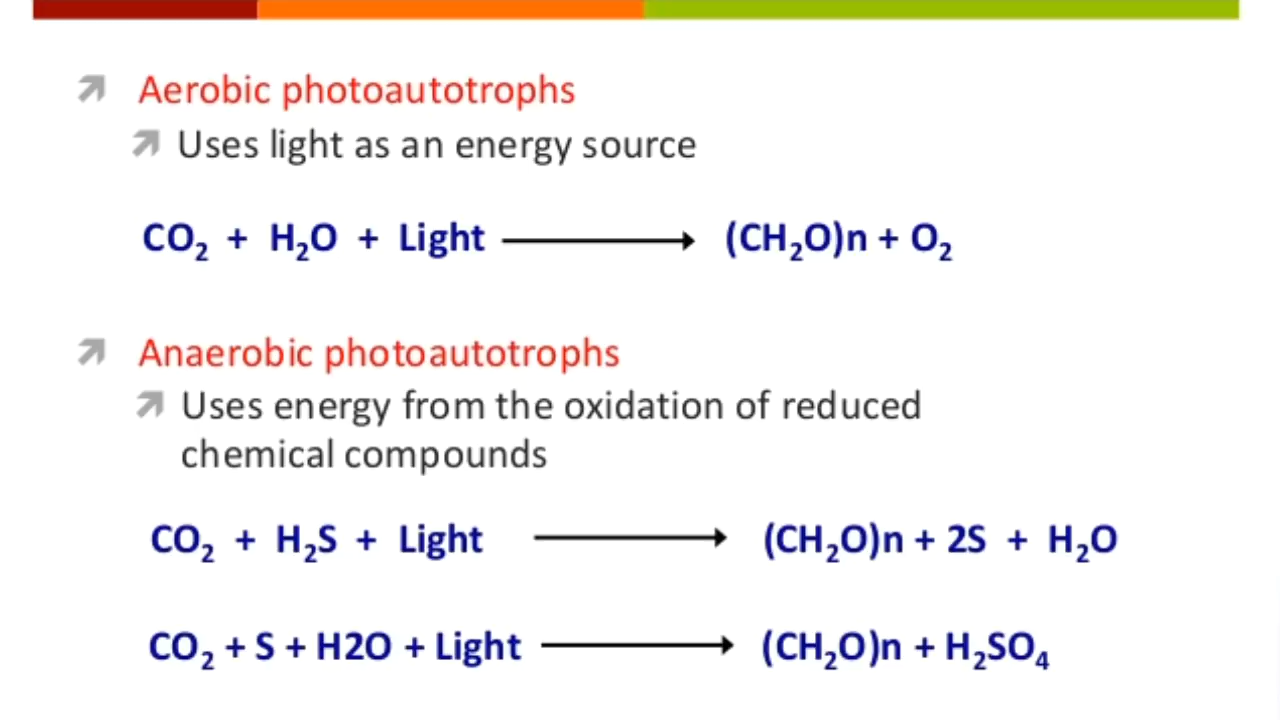 Aerobic photoautotrophs
Uses light as an energy source
CO₂ + H₂O + Light ⟶ (CH₂O)n + O₂
Anaerobic photoautotrophs
Uses energy from the oxidation of reduced
chemical compounds
CO₂ + H₂S + Light ⟶ (CH₂O)n + 2S + H₂O
CO₂ + S + H2O + Light ⟶ (CH₂O)n + H₂SO₄